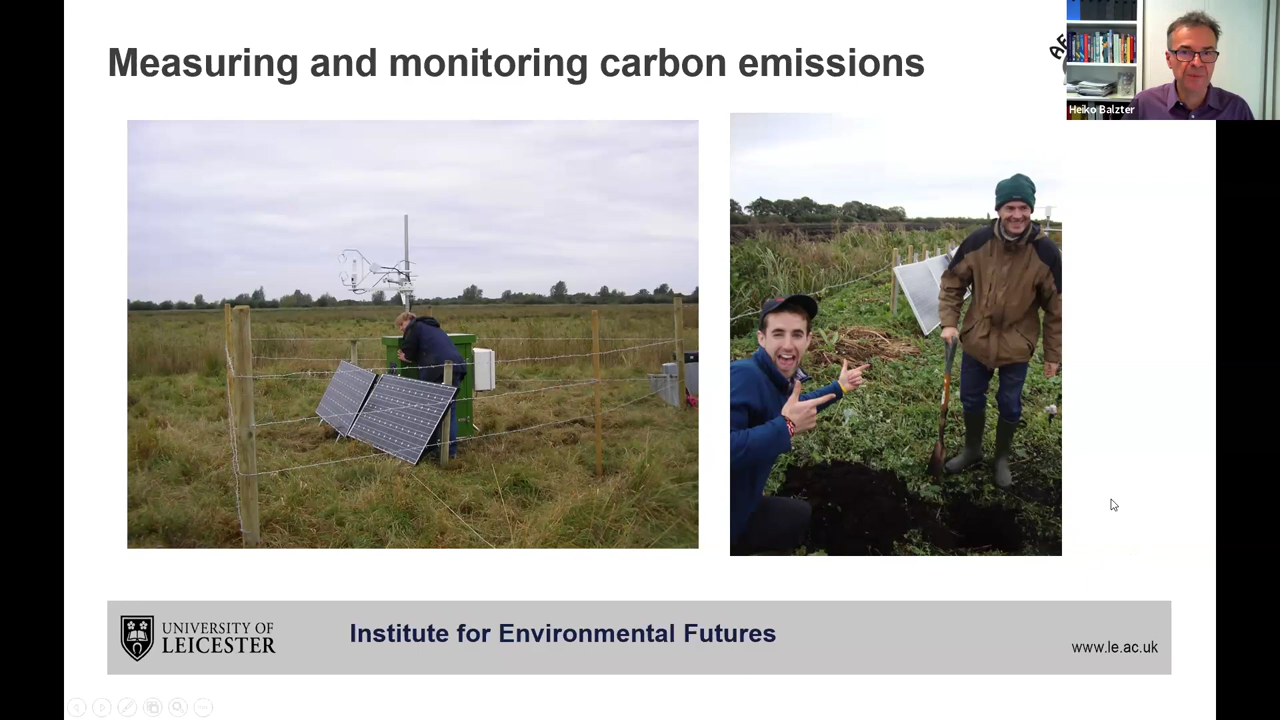 Measuring and monitoring carbon emissions
Heiko Balzter
UNIVERSITY OF
LEICESTER
Institute for Environmental Futures
www.le.ac.uk